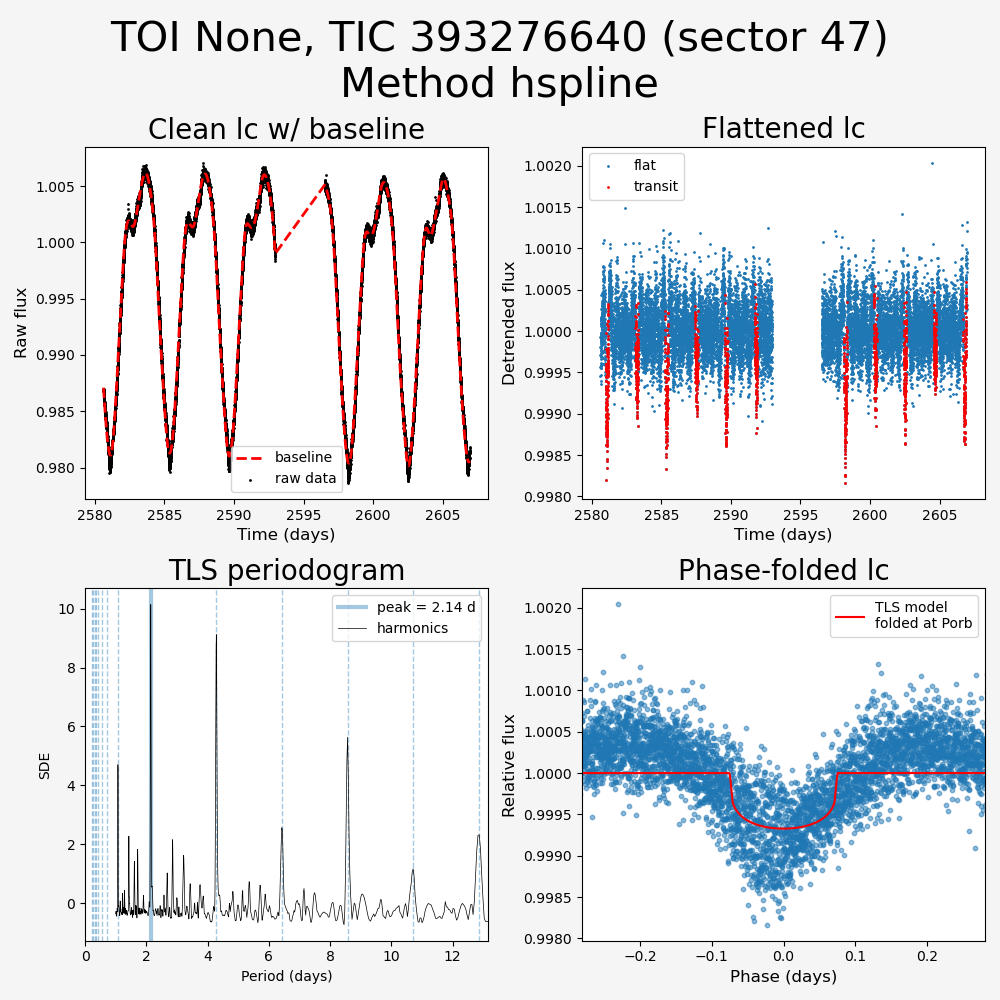 TOI None, TIC 393276640 (sector 47)
Method hspline
Clean lc w/ baseline
Raw flux
1.005
1.000
0.995
0.990
0.985
0.980
baseline
raw data
2580
2585
2590
2595
2600
2605
Time (days)
Flattened lc
Detrended flux
1.0020
1.0015
1.0010
1.0005
1.0000
0.9995
0.9990
0.9985
0.9980
flat
transit
2580
2585
2590
2595
2600
2605
Time (days)
TLS periodogram
SDE
10
8
6
4
2
0
peak = 2.14 d
harmonics
0
2
4
6
8
10
12
Period (days)
Phase-folded lc
Relative flux
1.0020
1.0015
1.0010
1.0005
1.0000
0.9995
0.9990
0.9985
0.9980
TLS model
folded at Porb
−0.2
−0.1
0.0
0.1
0.2
Phase (days)